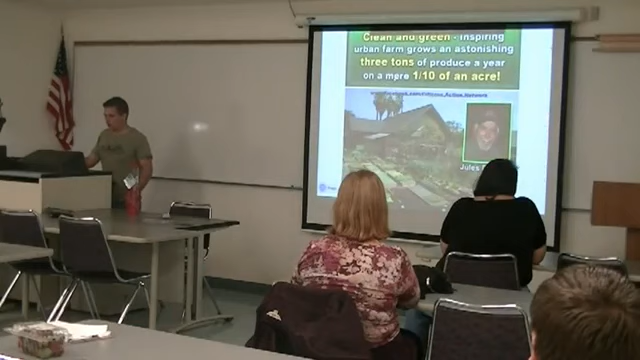 Clean and green - Inspiring
urban farm grows an astonishing
three tons of produce a year
on a mere 1/10 of an acre!
Jules